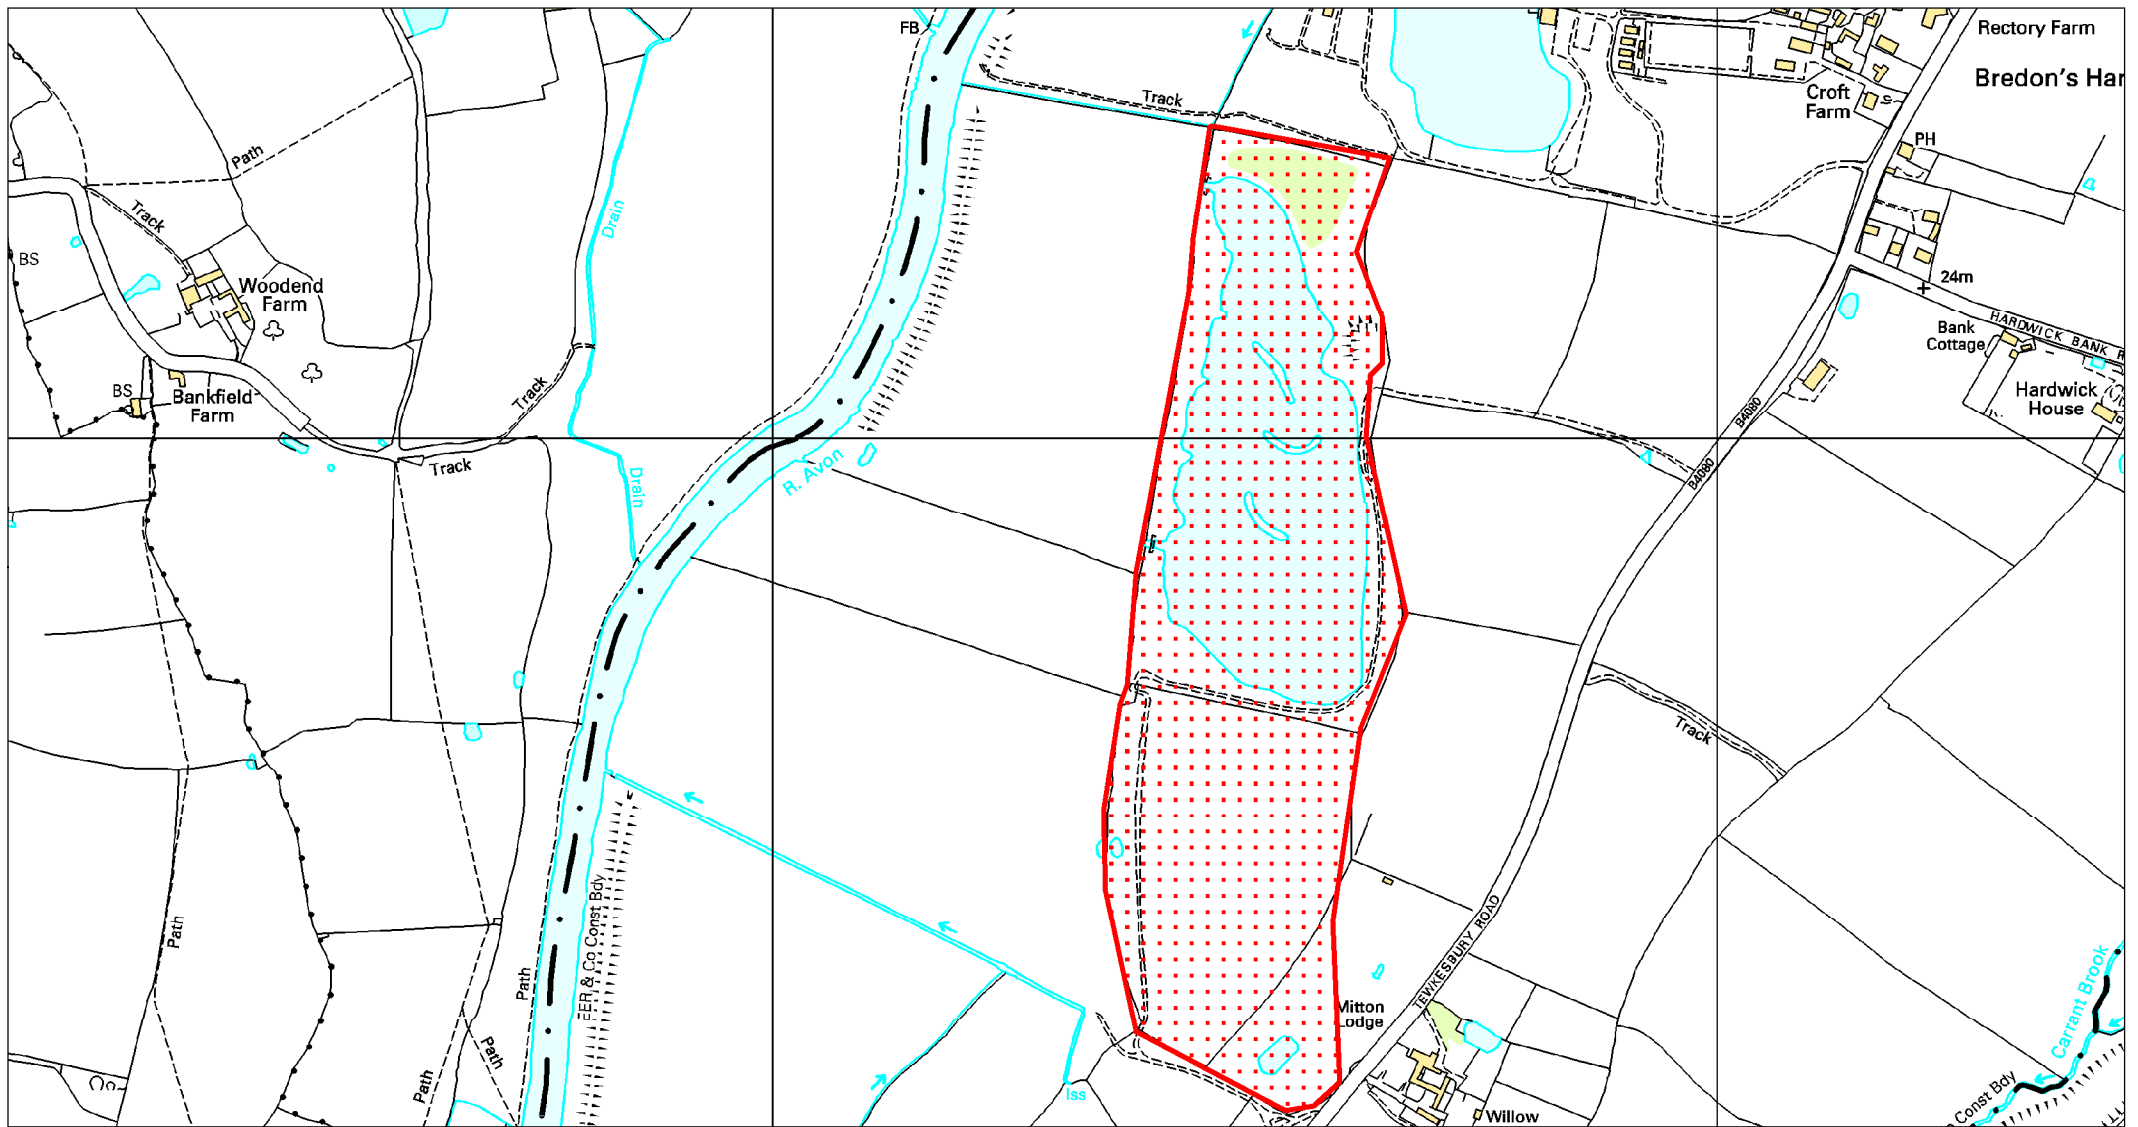 FB
Rectory Farm
Bredon's Har
Track
Croft
Farm
PH
Path
Track
Drain
BS
24m
Woodend
Farm
HARDWICK BANK R
Bank
Cottage
BS
Bankfield
Farm
Track
Hardwick
House
B4080
Track
R. Avon
B4080
Drain
Track
Path
EER & Co Const Bdy
Path
TEWKESBURY ROAD
Mitton
Lodge
Carrant Brook
Path
Path
Iss
Willow
Const Bdy